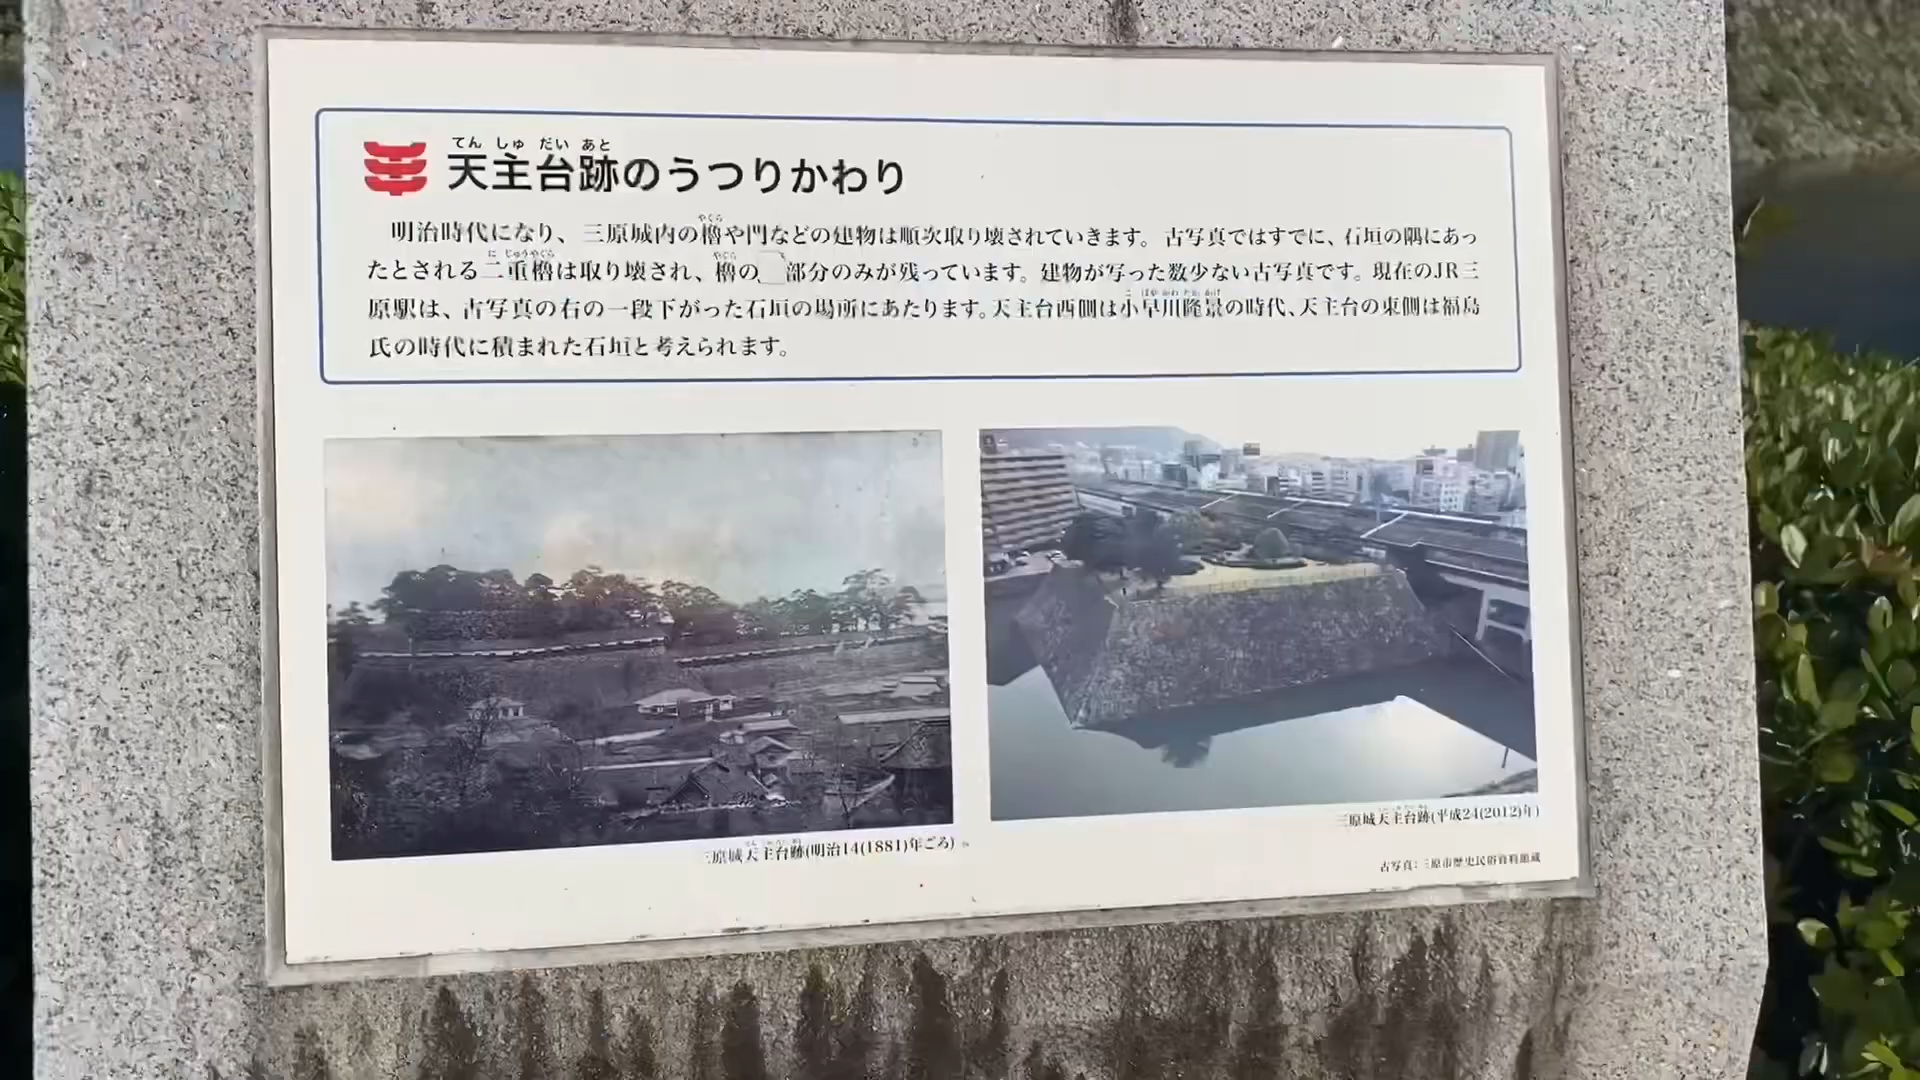 てん しゅ だい あと
天主台跡のうつりかわり
明治時代になり、三原城内の櫓や門などの建物は順次取り壊されていきます。古写真ではすでに、石垣の隅にあっ
たとされる二重櫓は取り壊され、櫓の 部分のみが残っています。建物が写った数少ない古写真です。現在のJR三
原駅は、古写真の右の一段下がった石垣の場所にあたります。天主台西側は小早川隆景の時代、天主台の東側は福島
氏の時代に積まれた石垣と考えられます。
三原城天主台跡(明治14(1881)年ごろ)
三原城天主台跡(平成24(2012)年)
古写真:三原市歴史民俗資料館蔵